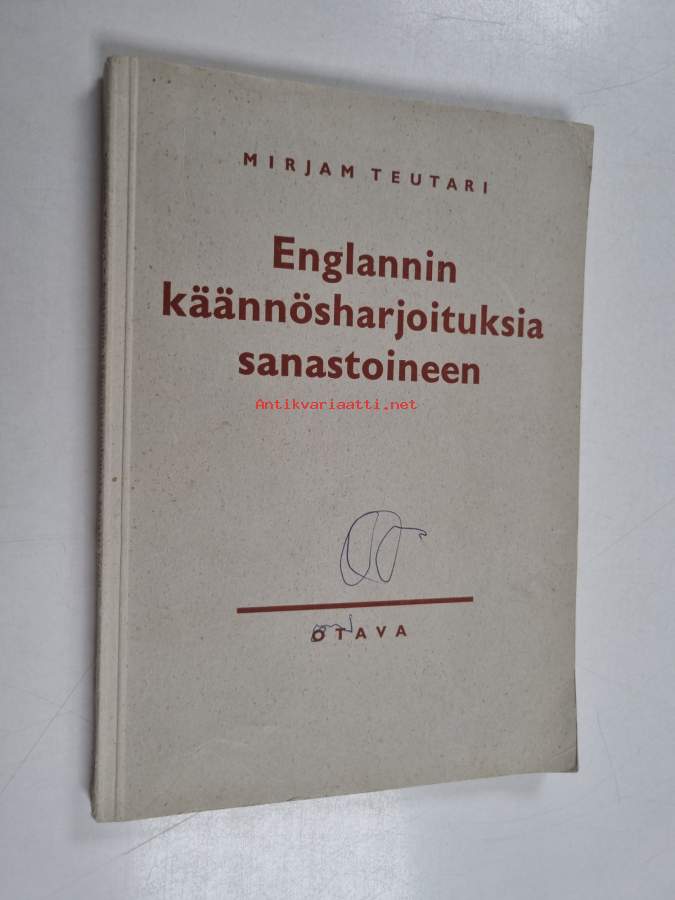 MIRJAM TEUTARI
Englannin
käännösharjoituksia
sanastoineen
Antikvariaatti.net
OTAVA